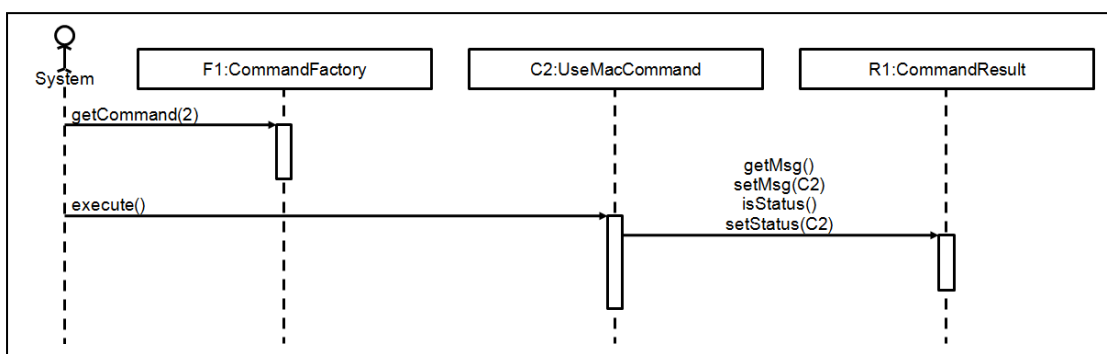 System
F1:CommandFactory
C2:UseMacCommand
R1:CommandResult
getCommand(2)
execute()
getMsg()
setMsg(C2)
isStatus()
setStatus(C2)